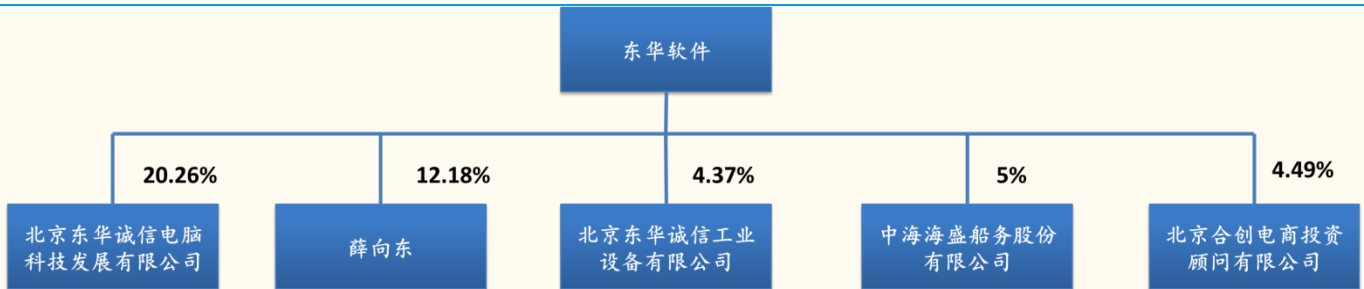 东华软件
20.26%
12.18%
4.37%
5%
4.49%
北京东华诚信电脑
科技发展有限公司
薛向东
北京东华诚信工业
设备有限公司
中海海盛船务股份
有限公司
北京合创电商投资
顾问有限公司